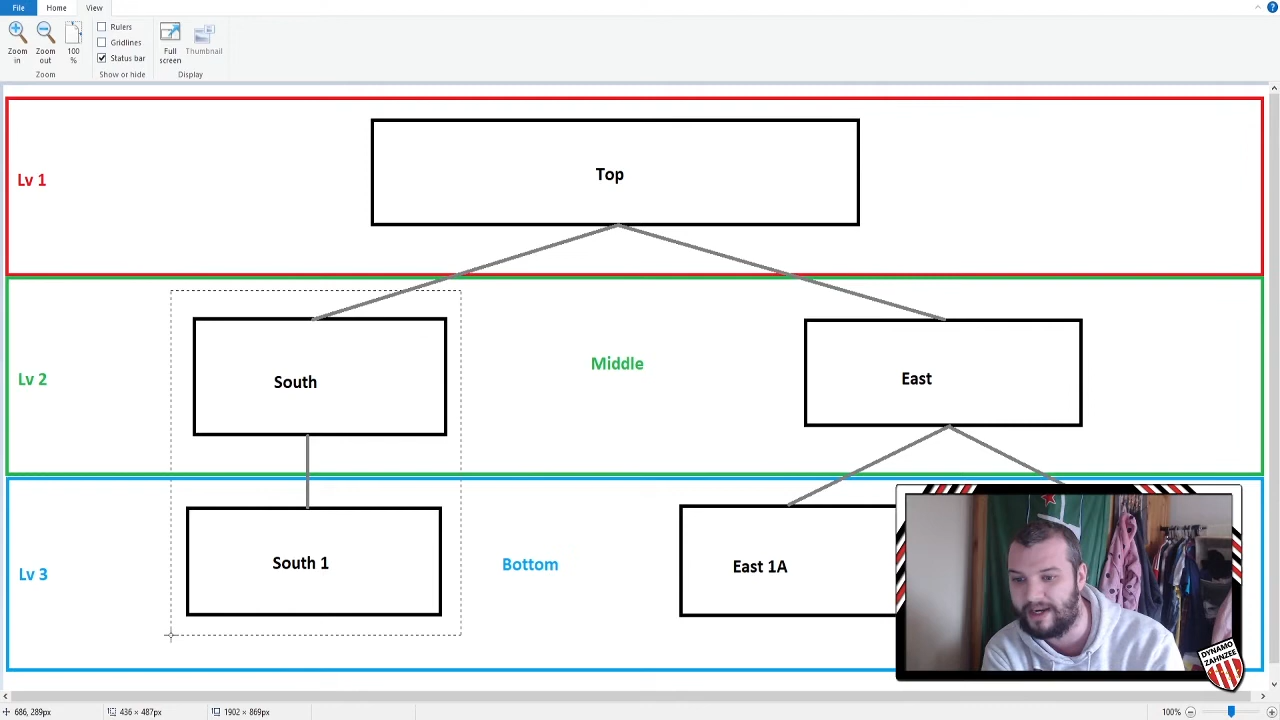 File Home View
Zoom in
Zoom out
100 %
Rulers
Gridlines
Status bar
Full screen
Thumbnail
Zoom
Show or hide
Display
Lv 1
Top
Lv 2
South
Middle
East
Lv 3
South 1
Bottom
East 1A
DYNAMO
ZAHNZEE
686, 289px
436 × 487px
1902 × 869px
100%